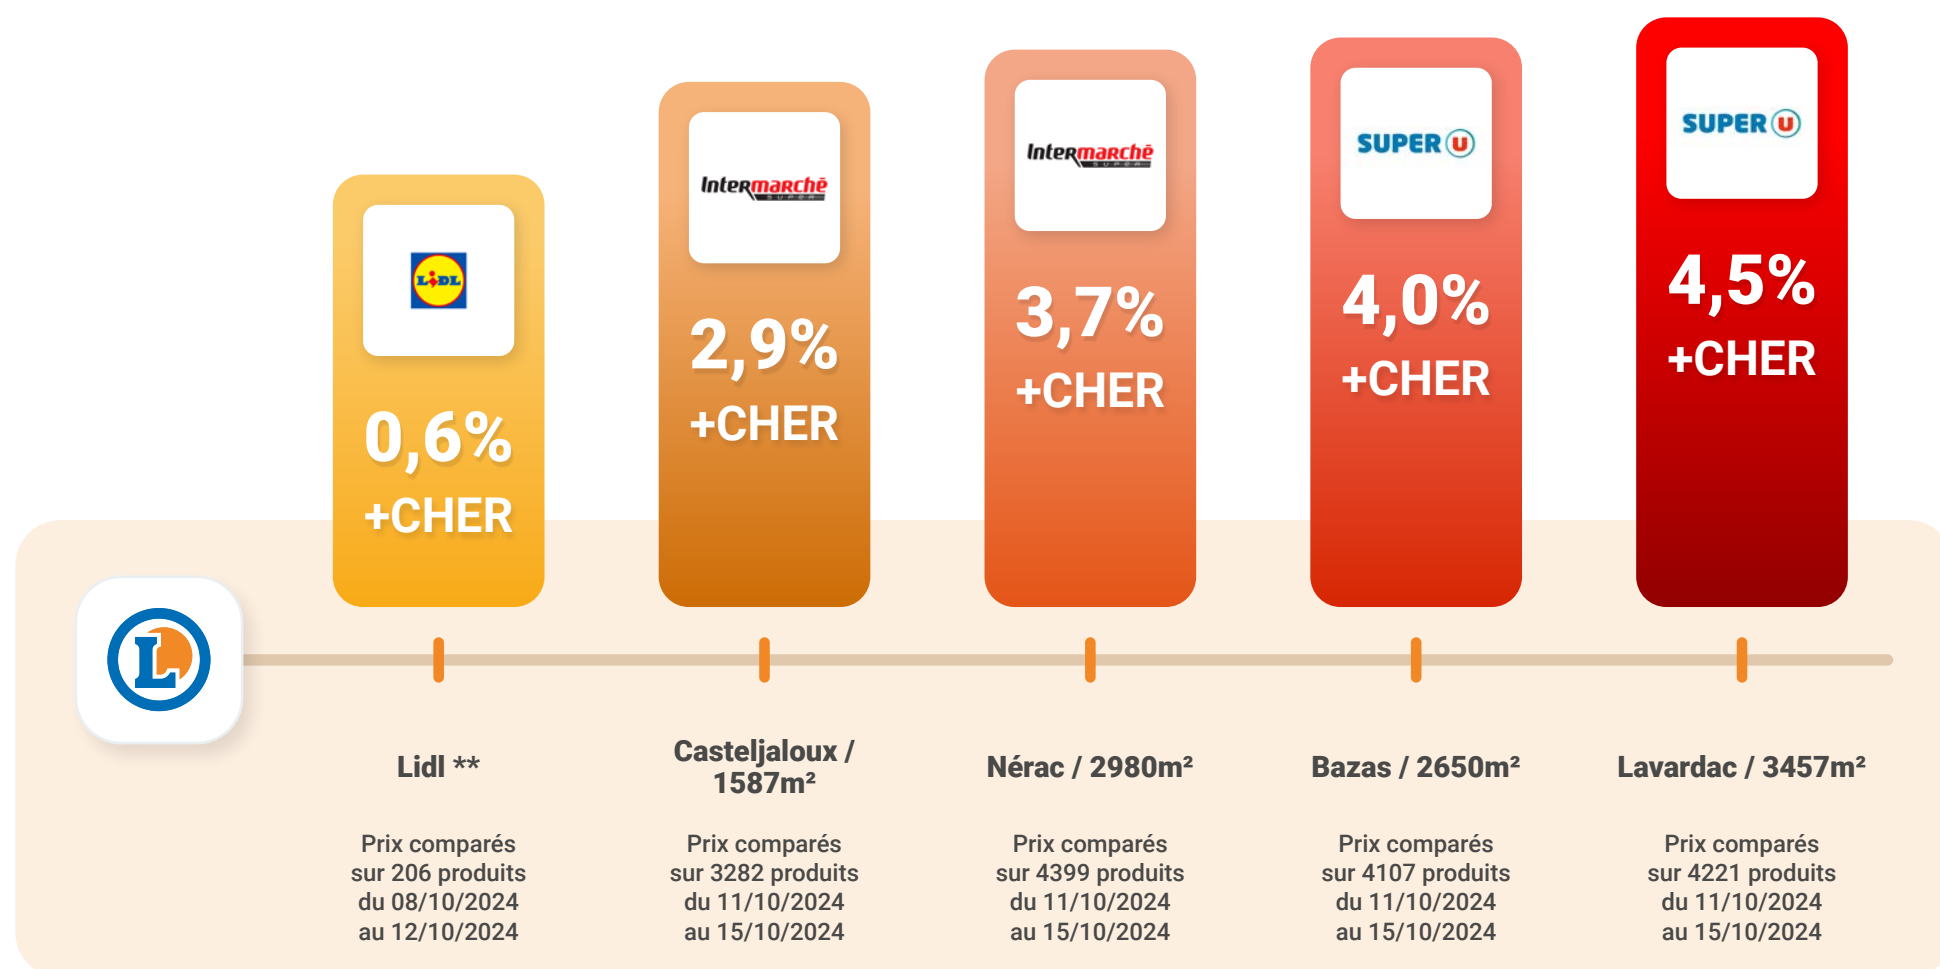 LiDL
0,6%
+CHER
Intermarchē
SUPER
2,9%
+CHER
Intermarchē
SUPER
3,7%
+CHER
SUPER U
4,0%
+CHER
SUPER U
4,5%
+CHER
L
Lidl **
Prix comparés
sur 206 produits
du 08/10/2024
au 12/10/2024
Casteljaloux /
1587m²
Prix comparés
sur 3282 produits
du 11/10/2024
au 15/10/2024
Nérac / 2980m²
Prix comparés
sur 4399 produits
du 11/10/2024
au 15/10/2024
Bazas / 2650m²
Prix comparés
sur 4107 produits
du 11/10/2024
au 15/10/2024
Lavardac / 3457m²
Prix comparés
sur 4221 produits
du 11/10/2024
au 15/10/2024